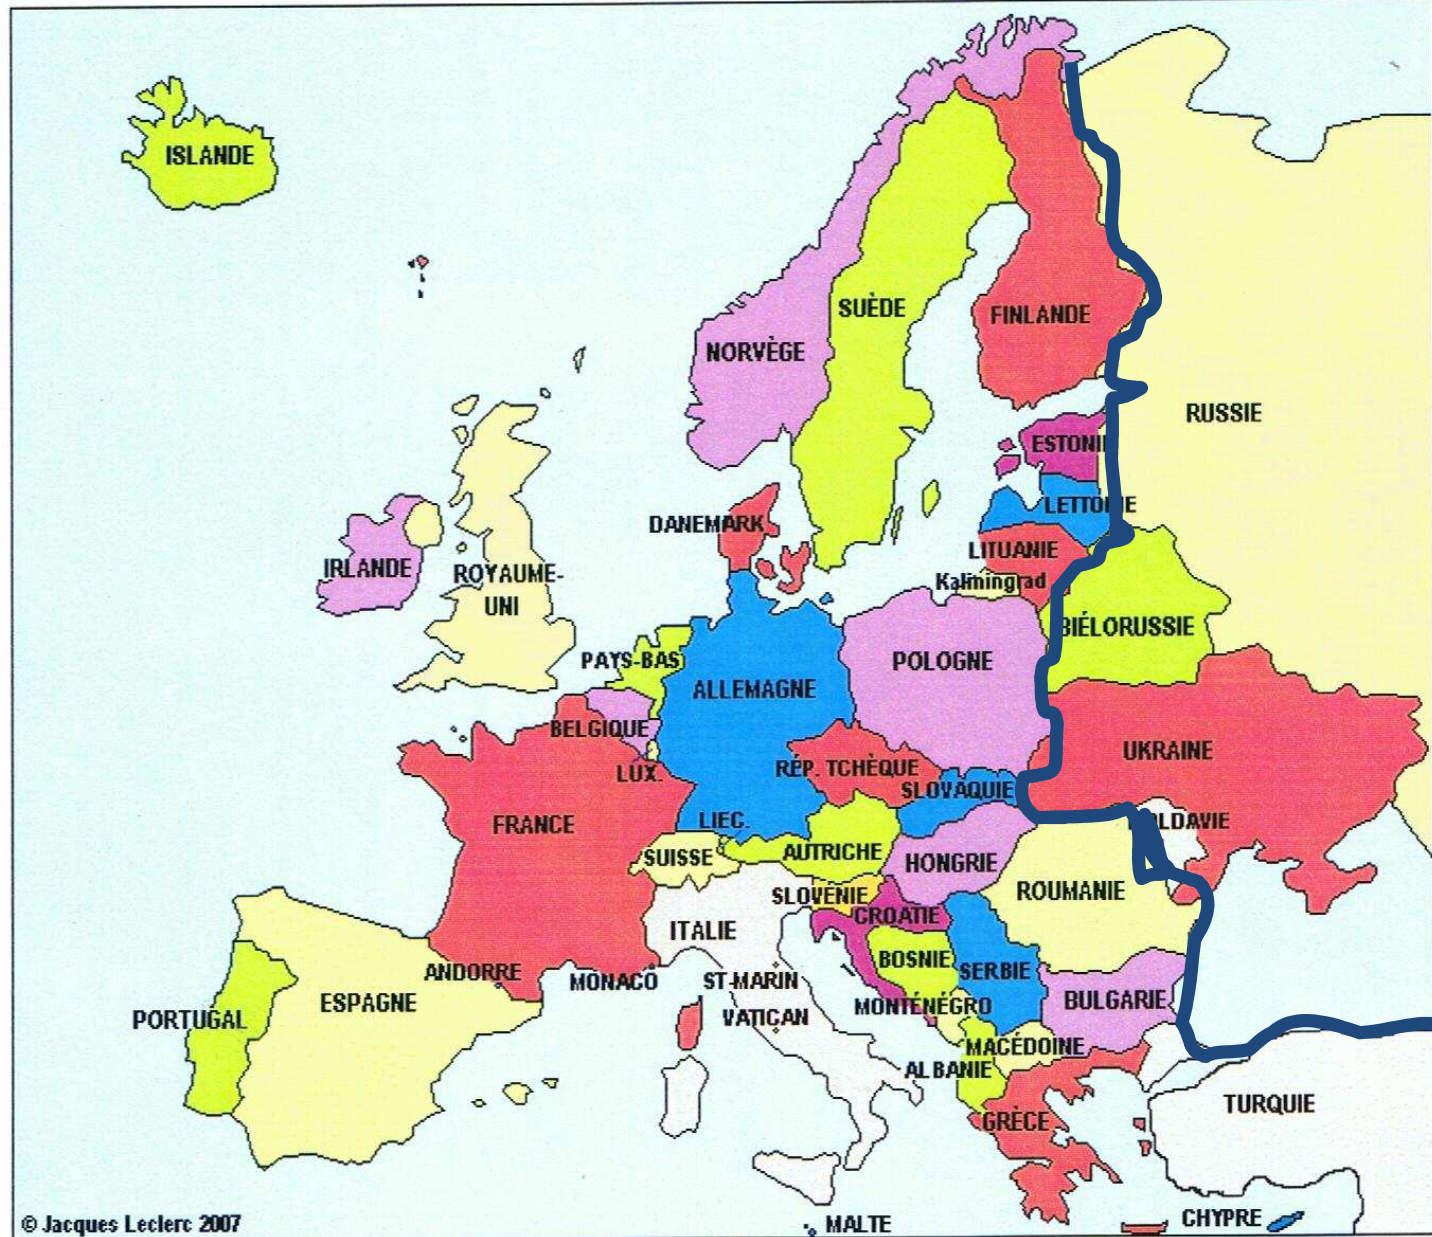 ISLANDE
SUÈDE
FINLANDE
NORVÈGE
RUSSIE
ESTONIE
LETTONIE
DANEMARK
LITUANIE
IRLANDE
ROYAUME-
UNI
Kaliningrad
BIÉLORUSSIE
PAYS-BAS
POLOGNE
ALLEMAGNE
BELGIQUE
UKRAINE
LUX.
RÉP. TCHÈQUE
SLOVAQUIE
FRANCE
LIEC.
MOLDAVIE
SUISSE
AUTRICHE
HONGRIE
ROUMANIE
SLOVÉNIE
CROATIE
ITALIE
BOSNIE
SERBIE
ANDORRE
MONACO
ST-MARIN
ESPAGNE
MONTÉNÉGRO
BULGARIE
PORTUGAL
VATICAN
MACÉDOINE
ALBANIE
TURQUIE
GRÈCE
© Jacques Leclerc 2007
MALTE
CHYPRE